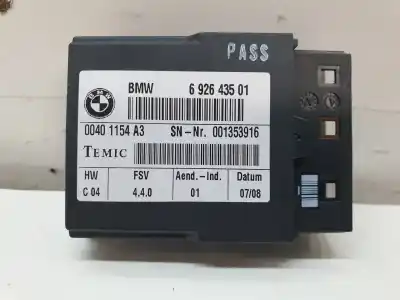 PASS
BMW
BMW 6 926 435 01
0040 1154 A3 SN-Nr. 001353916
TEMIC
HW FSV Aend.-Ind. Datum
C 04 4.4.0 01 07/08